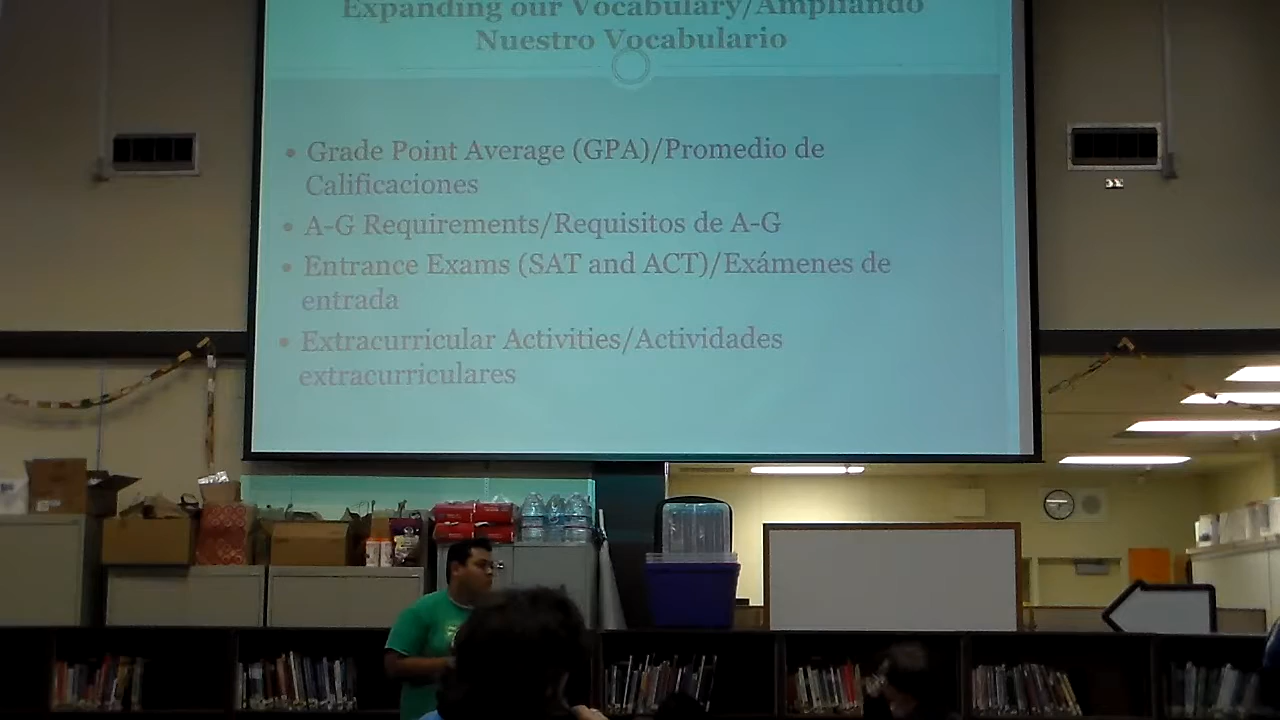 Expanding our Vocabulary/Ampliando
Nuestro Vocabulario
• Grade Point Average (GPA)/Promedio de
Calificaciones
• A-G Requirements/Requisitos de A-G
• Entrance Exams (SAT and ACT)/Exámenes de
entrada
• Extracurricular Activities/Actividades
extracurriculares